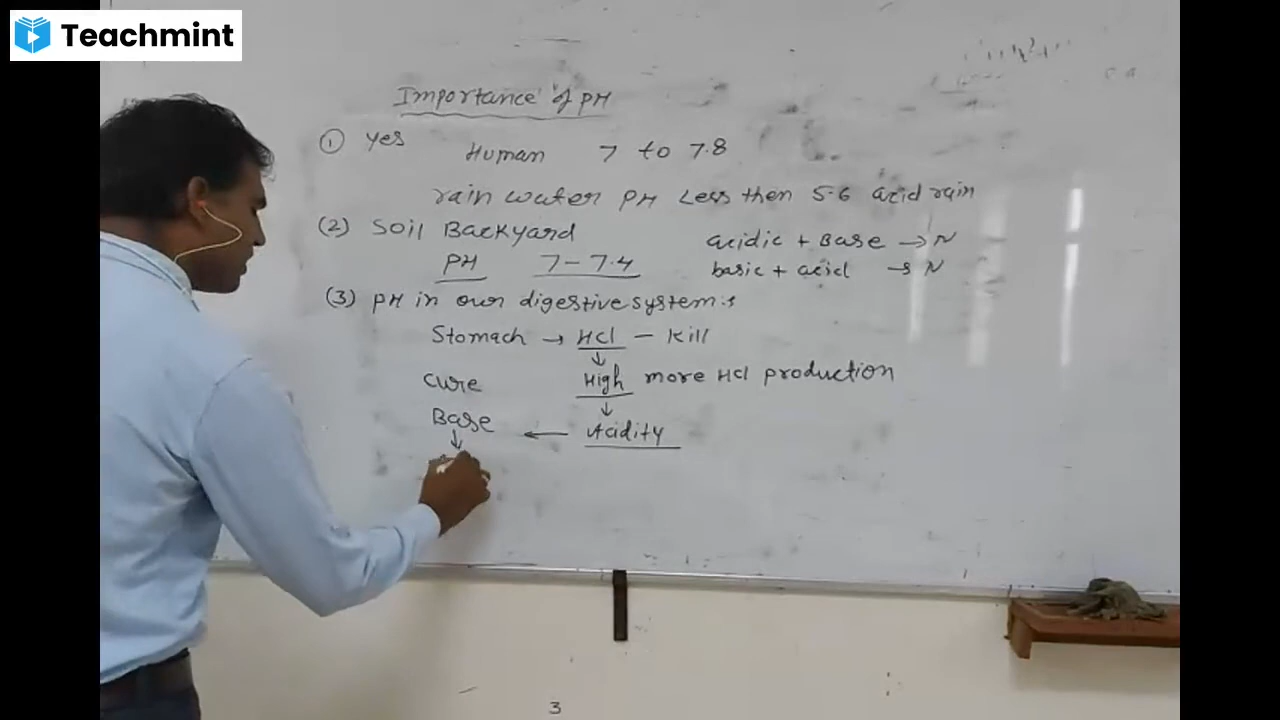 Teachmint
Importance of PH
① Yes
Human 7 to 7.8
rain water PH Less then 5.6 acid rain
(2) Soil Backyard
acidic + Base → N
PH 7 - 7.4
basic + acid → N
(3) PH in our digestive system :
Stomach → HCl - Kill
↓
Cure
High more HCl production
↓
Base ← Acidity
↓
3